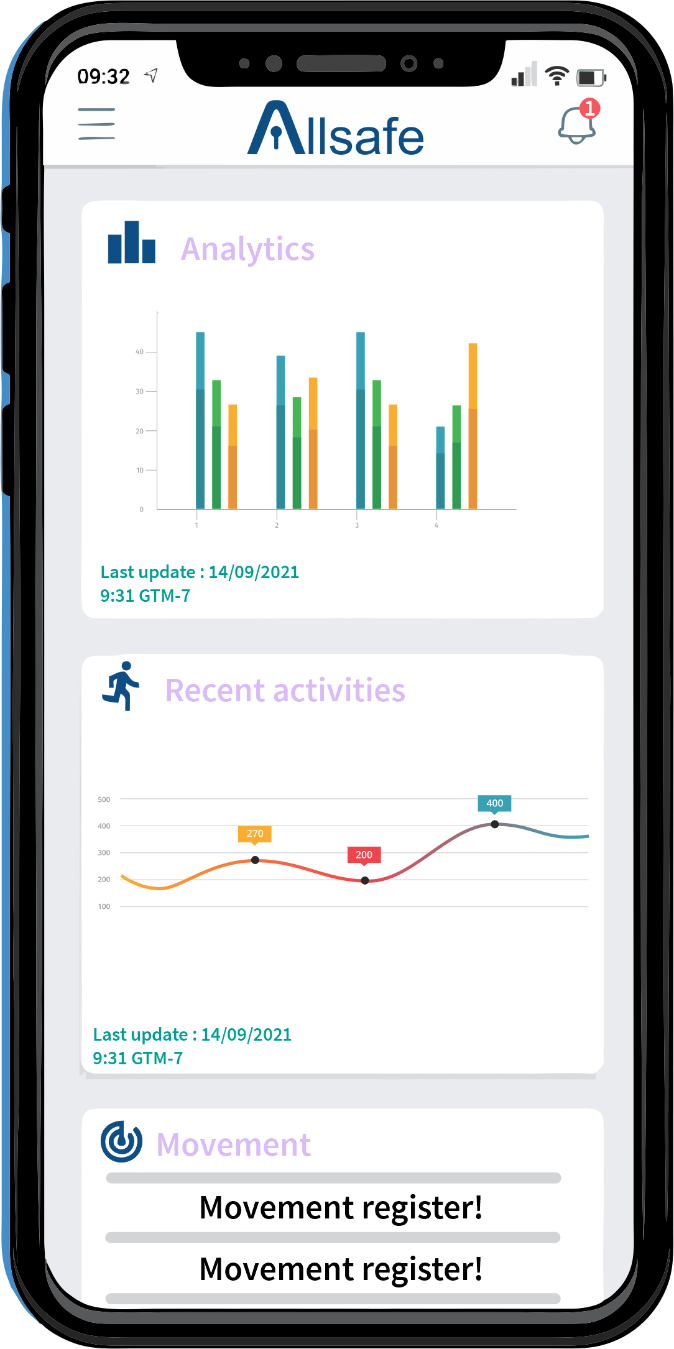 09:32
1
Allsafe
Analytics
40
30
20
10
0
1 2 3 4
Last update : 14/09/2021
9:31 GTM-7
Recent activities
500
400
300
200
100
270
200
400
Last update : 14/09/2021
9:31 GTM-7
Movement
Movement register!
Movement register!